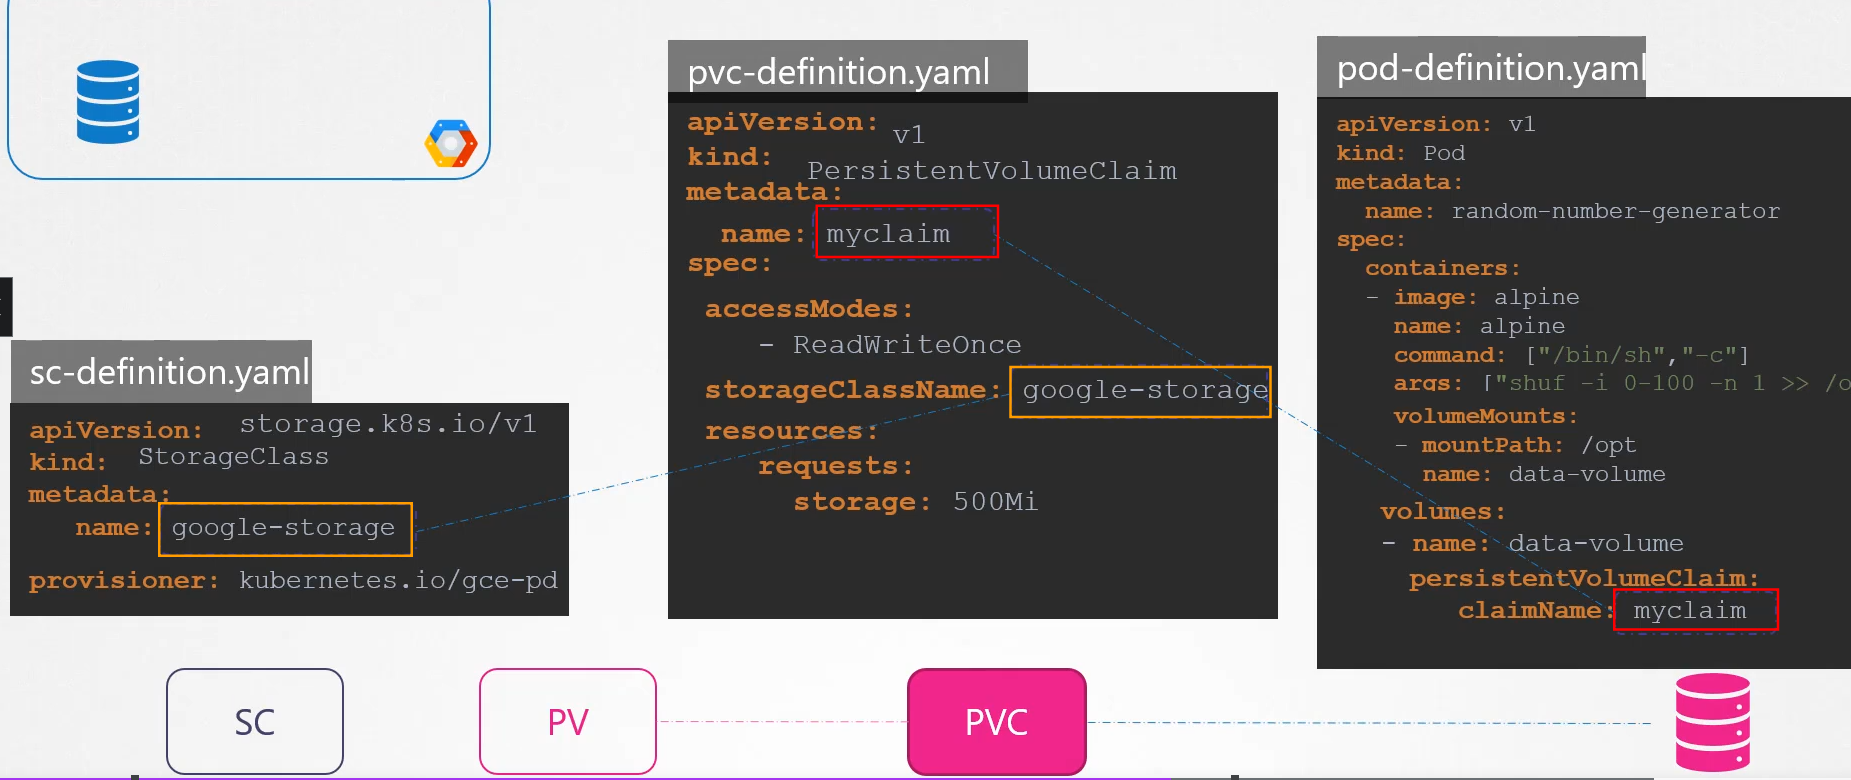 pvc-definition.yaml
apiVersion: v1
kind: PersistentVolumeClaim
metadata:
name: myclaim
spec:
accessModes:
- ReadWriteOnce
storageClassName: google-storage
resources:
requests:
storage: 500Mi
pod-definition.yaml
apiVersion: v1
kind: Pod
metadata:
name: random-number-generator
spec:
containers:
- image: alpine
name: alpine
command: ["/bin/sh","-c"]
args: ["shuf -i 0-100 -n 1 >> /o
volumeMounts:
- mountPath: /opt
name: data-volume
volumes:
- name: data-volume
persistentVolumeClaim:
claimName: myclaim
sc-definition.yaml
apiVersion: storage.k8s.io/v1
kind: StorageClass
metadata:
name: google-storage
provisioner: kubernetes.io/gce-pd
SC
PV
PVC